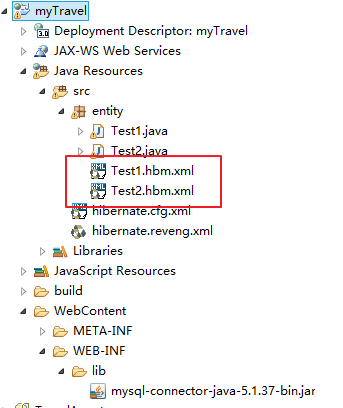 myTravel
3.0
Deployment Descriptor: myTravel
JAX-WS Web Services
Java Resources
src
entity
Test1.java
Test2.java
Test1.hbm.xml
Test2.hbm.xml
hibernate.cfg.xml
hibernate.reveng.xml
Libraries
JavaScript Resources
build
WebContent
META-INF
WEB-INF
lib
mysql-connector-java-5.1.37-bin.jar